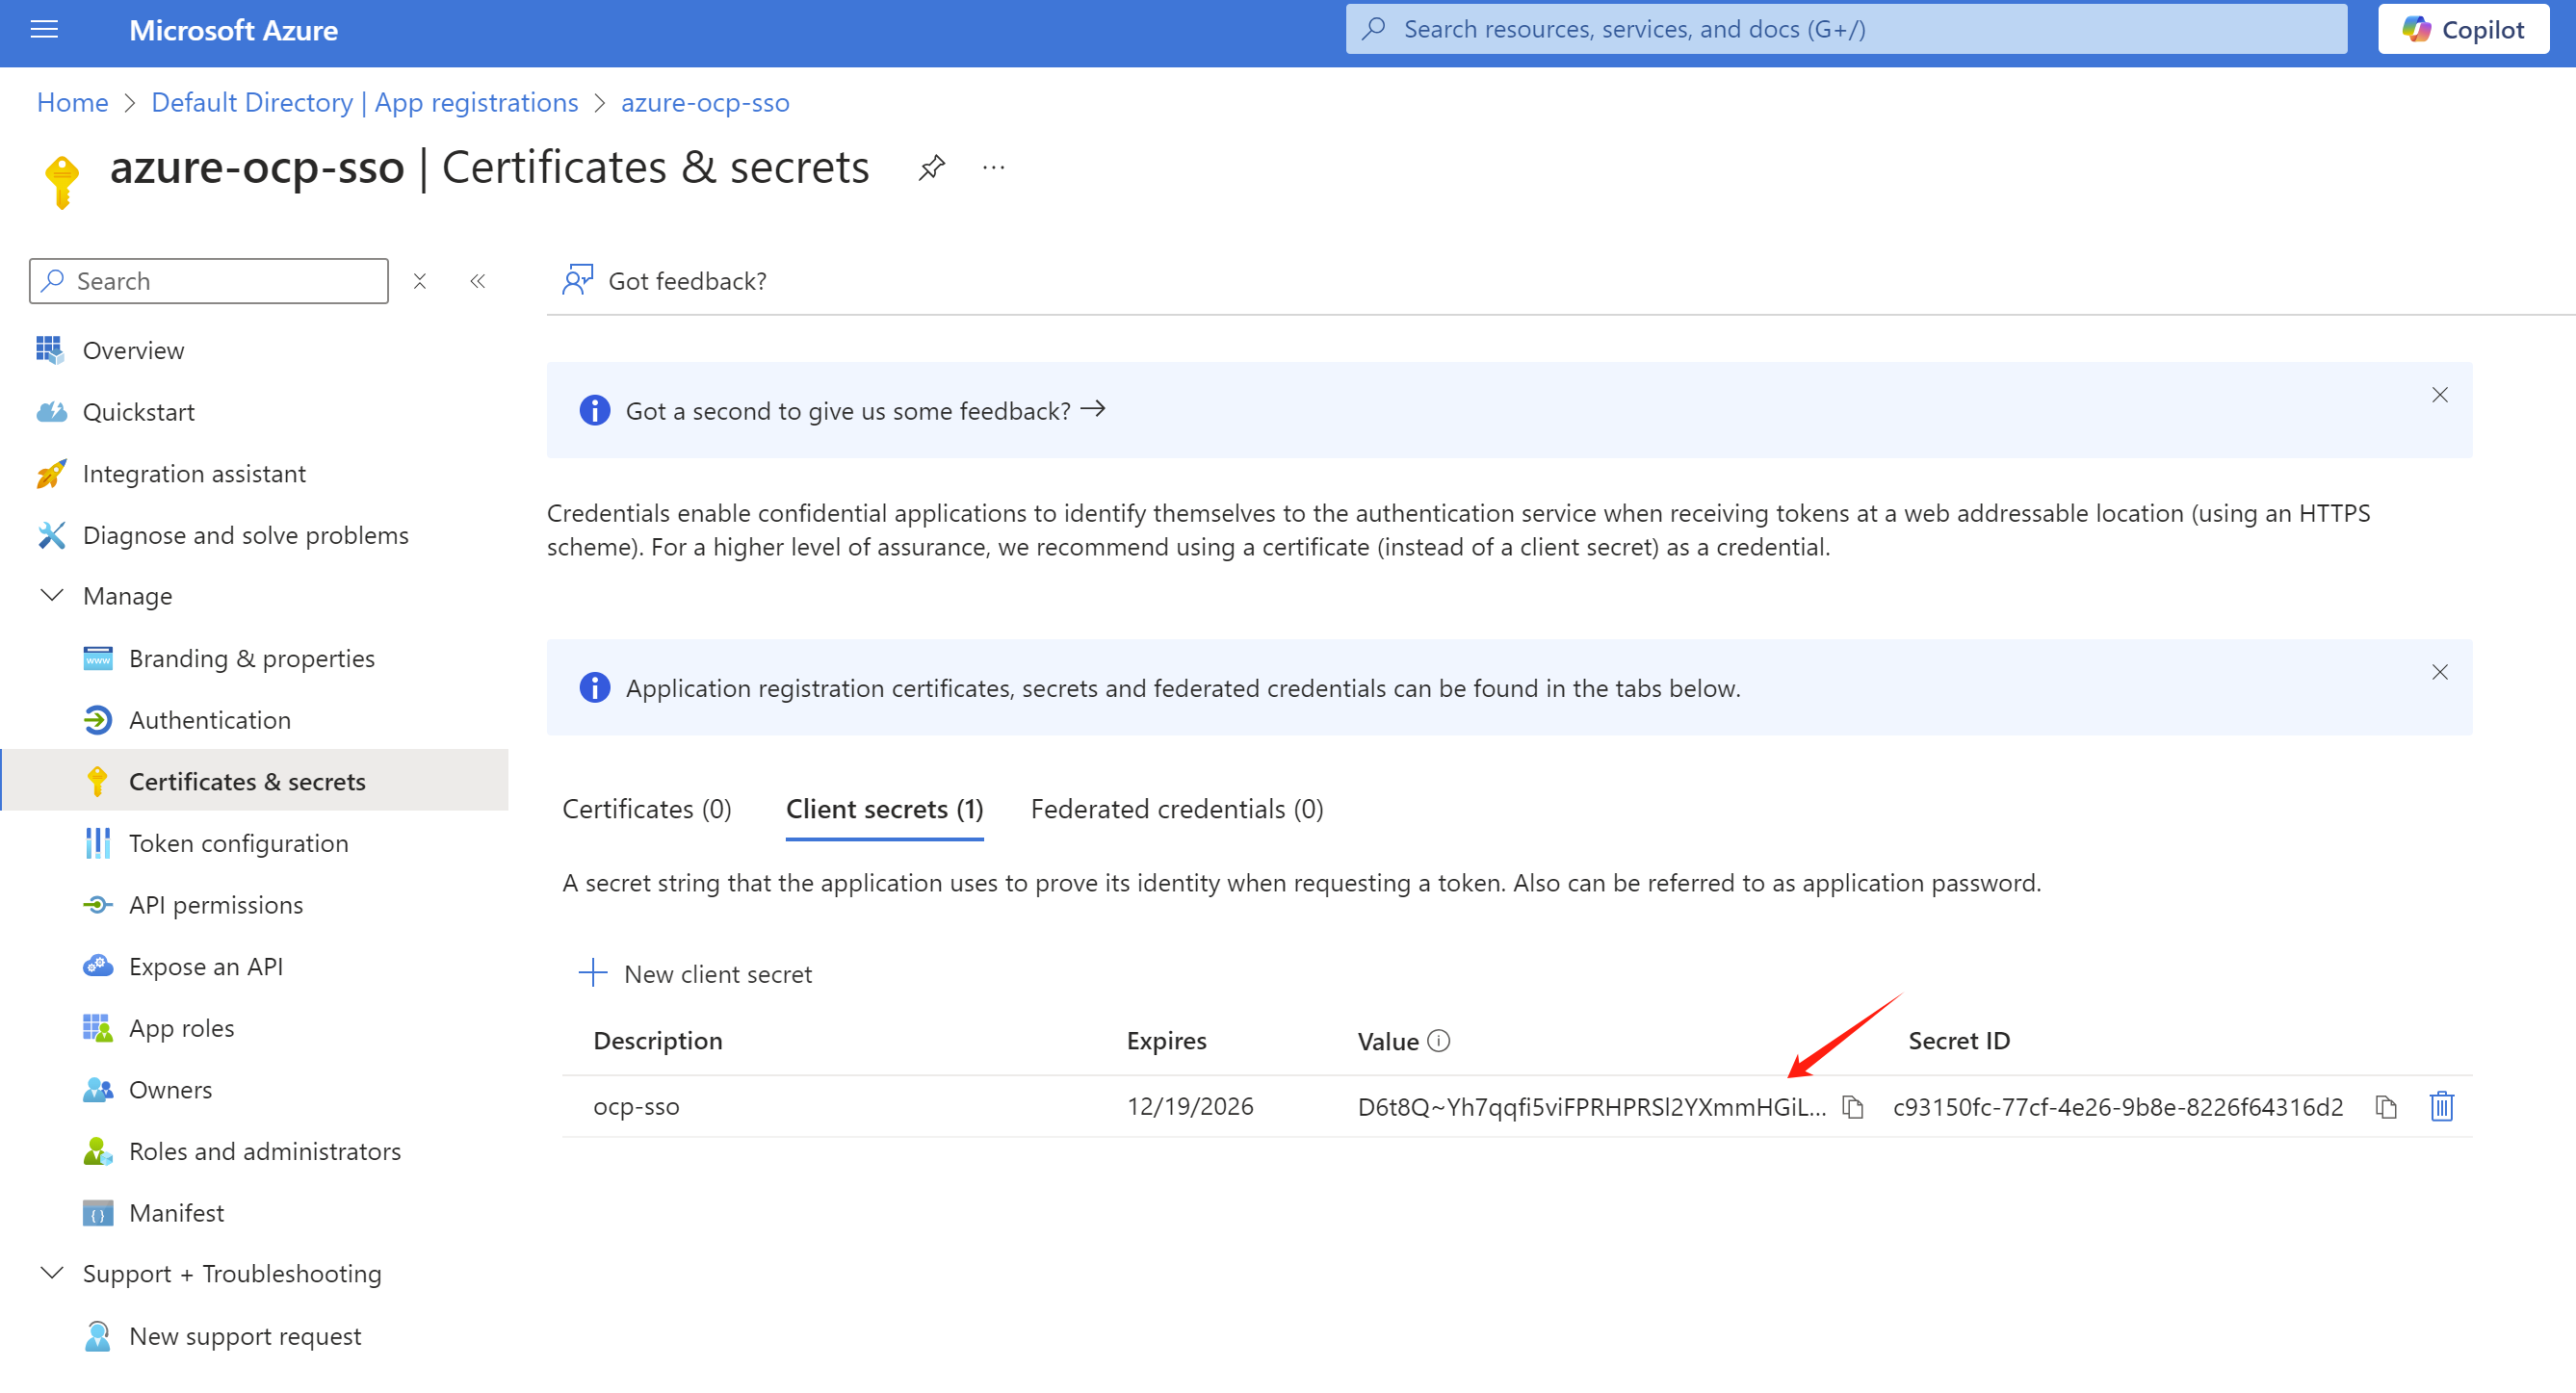 Microsoft Azure
Search resources, services, and docs (G+/)
Copilot
Home > Default Directory | App registrations > azure-ocp-sso
azure-ocp-sso | Certificates & secrets
Search
Got feedback?
Overview
Quickstart
Integration assistant
Diagnose and solve problems
Manage
Branding & properties
Authentication
Certificates & secrets
Token configuration
API permissions
Expose an API
App roles
Owners
Roles and administrators
Manifest
Support + Troubleshooting
New support request
Got a second to give us some feedback?
Credentials enable confidential applications to identify themselves to the authentication service when receiving tokens at a web addressable location (using an HTTPS
scheme). For a higher level of assurance, we recommend using a certificate (instead of a client secret) as a credential.
Application registration certificates, secrets and federated credentials can be found in the tabs below.
Certificates (0) Client secrets (1) Federated credentials (0)
A secret string that the application uses to prove its identity when requesting a token. Also can be referred to as application password.
New client secret
Description Expires Value Secret ID
ocp-sso 12/19/2026 D6t8Q~Yh7qqfi5viFPRHPRSl2YXmmHGiL... c93150fc-77cf-4e26-9b8e-8226f64316d2